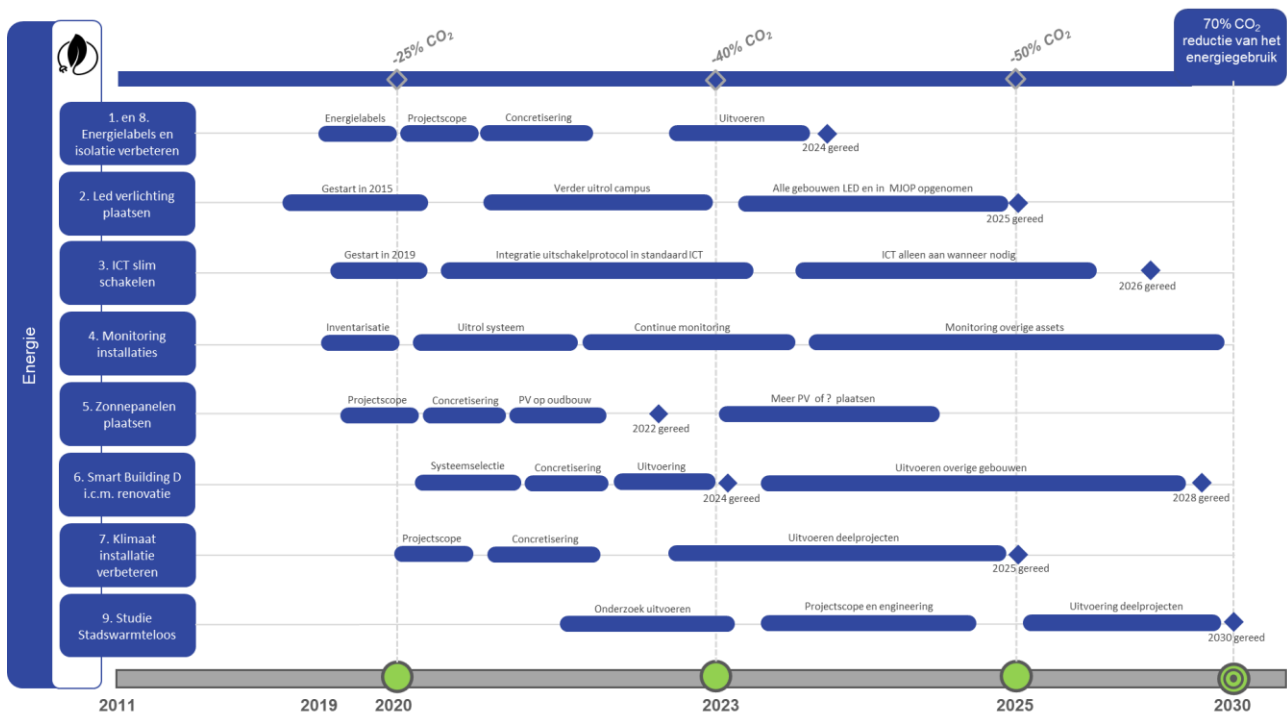 -25% CO₂
-40% CO₂
-50% CO₂
70% CO₂
reductie van het
energiegebruik
Energie
1. en 8.
Energielabels en
isolatie verbeteren
Energielabels
Projectscope
Concretisering
Uitvoeren
2024 gereed
2. Led verlichting
plaatsen
Gestart in 2015
Verder uitrol campus
Alle gebouwen LED en in MJOP opgenomen
2025 gereed
3. ICT slim
schakelen
Gestart in 2019
Integratie uitschakelprotocol in standaard ICT
ICT alleen aan wanneer nodig
2026 gereed
4. Monitoring
installaties
Inventarisatie
Uitrol systeem
Continue monitoring
Monitoring overige assets
5. Zonnepanelen
plaatsen
Projectscope
Concretisering
PV op oudbouw
2022 gereed
Meer PV of ? plaatsen
6. Smart Building D
i.c.m. renovatie
Systeemselectie
Concretisering
Uitvoering
2024 gereed
Uitvoeren overige gebouwen
2028 gereed
7. Klimaat
installatie
verbeteren
Projectscope
Concretisering
Uitvoeren deelprojecten
2025 gereed
9. Studie
Stadswarmteloos
Onderzoek uitvoeren
Projectscope en engineering
Uitvoering deelprojecten
2030 gereed
2011
2019
2020
2023
2025
2030